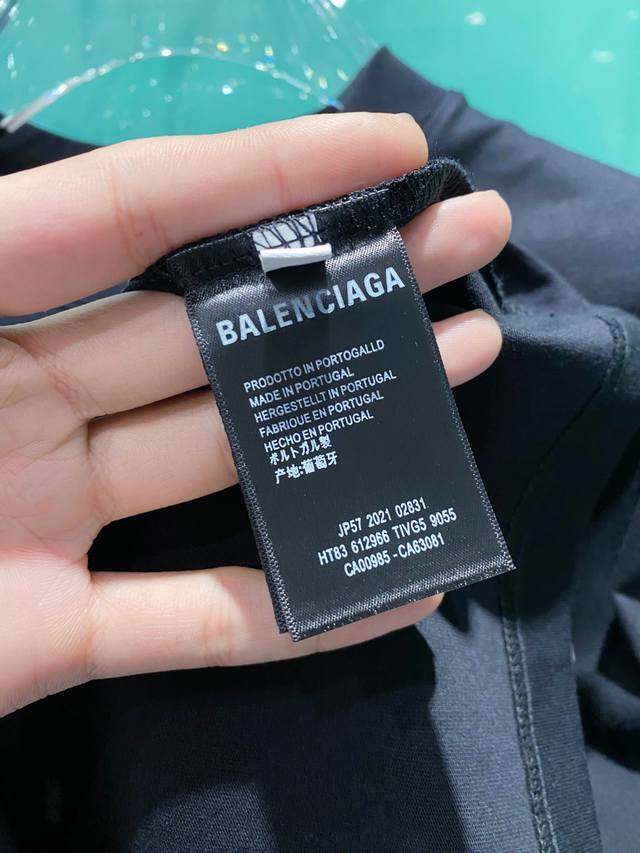 BALENCIAGA
PRODOTTO IN PORTOGALLD
MADE IN PORTUGAL
HERGESTELLT IN PORTUGAL
FABRIQUE EN PORTUGAL
HECHO EN PORTUGAL
ポルトガル製
产地:葡萄牙
JP57 2021 02831
HT83 612966 TIVG5 9055
CA00985 - CA63081